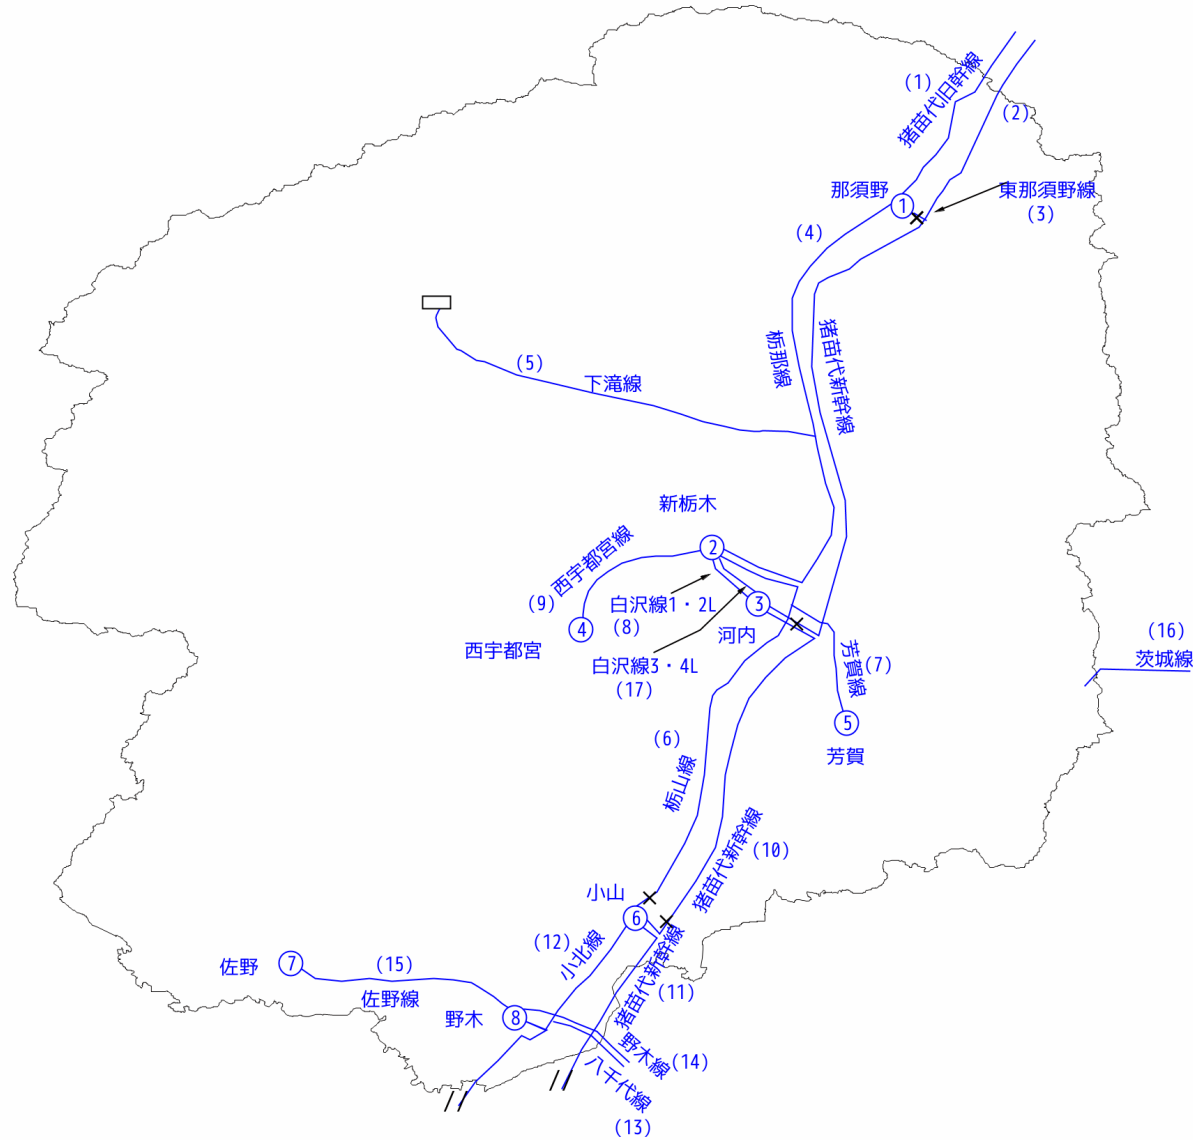 (1)
猪苗代旧幹線
(2)
那須野
1
東那須野線
(3)
(4)
栃那線
猪苗代新幹線
(5)
下滝線
新栃木
2
西宇都宮線
(9)
白沢線1・2L
(8)
3
4
西宇都宮
河内
白沢線3・4L
(17)
芳賀線
(7)
5
芳賀
(16)
茨城線
(6)
栃山線
猪苗代新幹線
(10)
小山
6
(12)
小北線
猪苗代新幹線
(11)
佐野
7
(15)
佐野線
野木
8
野木線
(14)
八千代線
(13)